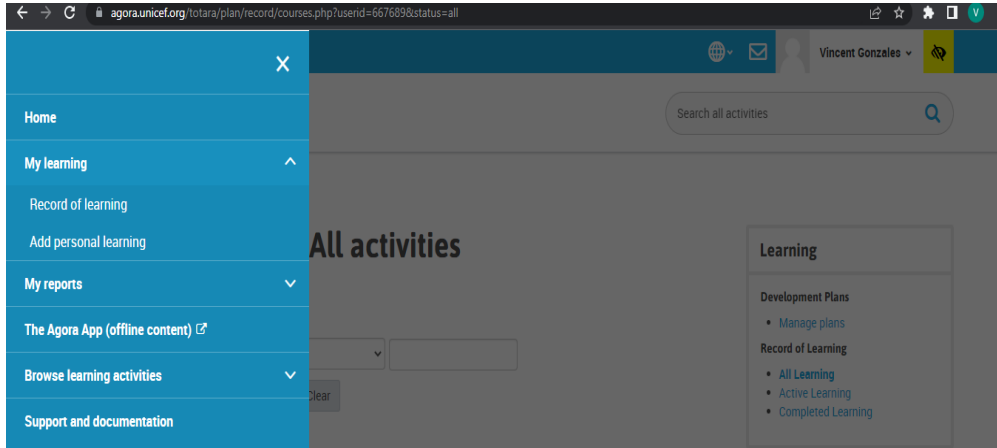 agora.unicef.org/totara/plan/record/courses.php?userid=667689&status=all
V
Vincent Gonzales
Home
Search all activities
My learning
Record of learning
Add personal learning
All activities
Learning
My reports
Development Plans
Manage plans
The Agora App (offline content)
Record of Learning
All Learning
Browse learning activities
Active Learning
Clear
Completed Learning
Support and documentation